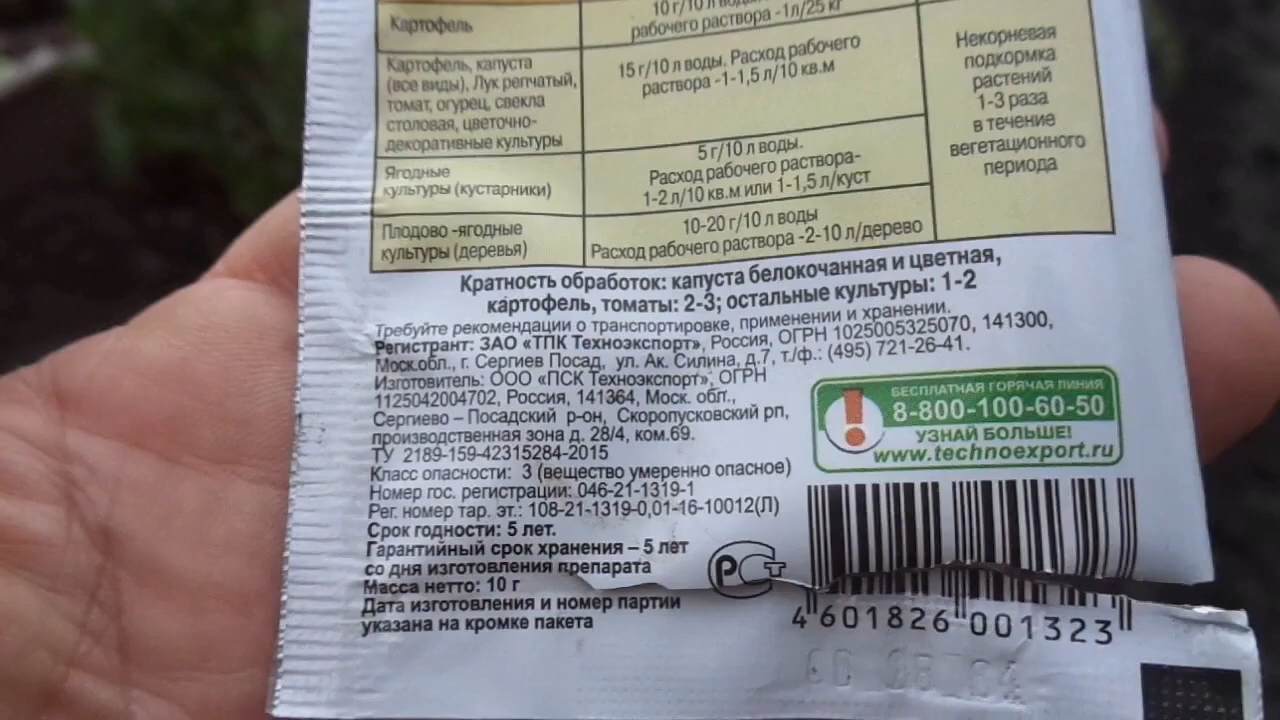 Картофель
10 г/10 л воды.
рабочего раствора -1л/25 кг
Картофель, капуста
(все виды), Лук репчатый,
томат, огурец, свекла
столовая, цветочно-
декоративные культуры
15 г/10 л воды. Расход рабочего
раствора -1-1,5 л/10 кв.м
Некорневая
подкормка
растений
1-3 раза
в течение
вегетационного
периода
Ягодные
культуры (кустарники)
5 г/10 л воды.
Расход рабочего раствора-
1-2 л/10 кв.м или 1-1,5 л/куст
Плодово -ягодные
культуры (деревья)
10-20 г/10 л воды
Расход рабочего раствора -2-10 л/дерево
Кратность обработок: капуста белокочанная и цветная,
картофель, томаты: 2-3; остальные культуры: 1-2
Требуйте рекомендации о транспортировке, применении и хранении.
Регистрант: ЗАО «ТПК Техноэкспорт», Россия, ОГРН 1025005325070, 141300,
Моск.обл., г. Сергиев Посад, ул. Ак. Силина, д.7, т./ф.: (495) 721-26-41.
Изготовитель: ООО «ПСК Техноэкспорт», ОГРН
1125042004702, Россия, 141364, Моск. обл.,
Сергиево – Посадский р-он, Скоропусковский рп,
производственная зона д. 28/4, ком.69.
ТУ 2189-159-42315284-2015
Класс опасности: 3 (вещество умеренно опасное)
Номер гос. регистрации: 046-21-1319-1
Рег. номер тар. эт.: 108-21-1319-0,01-16-10012(Л)
Срок годности: 5 лет.
Гарантийный срок хранения – 5 лет
со дня изготовления препарата
Масса нетто: 10 г
Дата изготовления и номер партии
указана на кромке пакета
БЕСПЛАТНАЯ ГОРЯЧАЯ ЛИНИЯ
8-800-100-60-50
УЗНАЙ БОЛЬШЕ!
www.technoexport.ru
РСТ
4 601826 001323